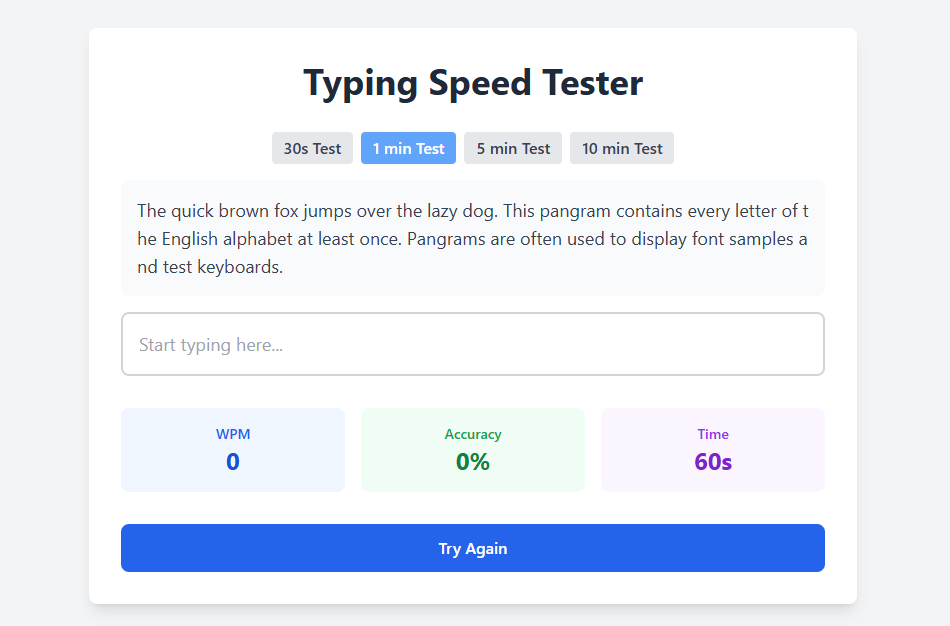 Typing Speed Tester
30s Test 1 min Test 5 min Test 10 min Test
The quick brown fox jumps over the lazy dog. This pangram contains every letter of t
he English alphabet at least once. Pangrams are often used to display font samples a
nd test keyboards.
Start typing here...
WPM Accuracy Time
0 0% 60s
Try Again